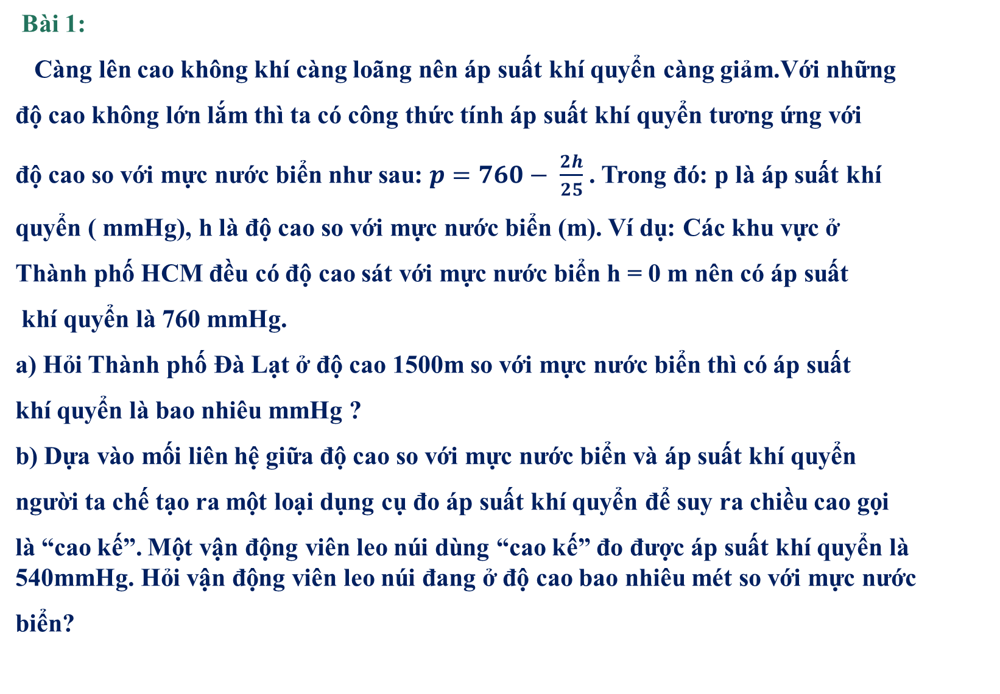 Bài 1:
Càng lên cao không khí càng loãng nên áp suất khí quyển càng giảm.Với những
độ cao không lớn lắm thì ta có công thức tính áp suất khí quyển tương ứng với
độ cao so với mực nước biển như sau: p = 760 − 2h/25 . Trong đó: p là áp suất khí
quyển ( mmHg), h là độ cao so với mực nước biển (m). Ví dụ: Các khu vực ở
Thành phố HCM đều có độ cao sát với mực nước biển h = 0 m nên có áp suất
khí quyển là 760 mmHg.
a) Hỏi Thành phố Đà Lạt ở độ cao 1500m so với mực nước biển thì có áp suất
khí quyển là bao nhiêu mmHg ?
b) Dựa vào mối liên hệ giữa độ cao so với mực nước biển và áp suất khí quyển
người ta chế tạo ra một loại dụng cụ đo áp suất khí quyển để suy ra chiều cao gọi
là “cao kế”. Một vận động viên leo núi dùng “cao kế” đo được áp suất khí quyển là
540mmHg. Hỏi vận động viên leo núi đang ở độ cao bao nhiêu mét so với mực nước
biển?